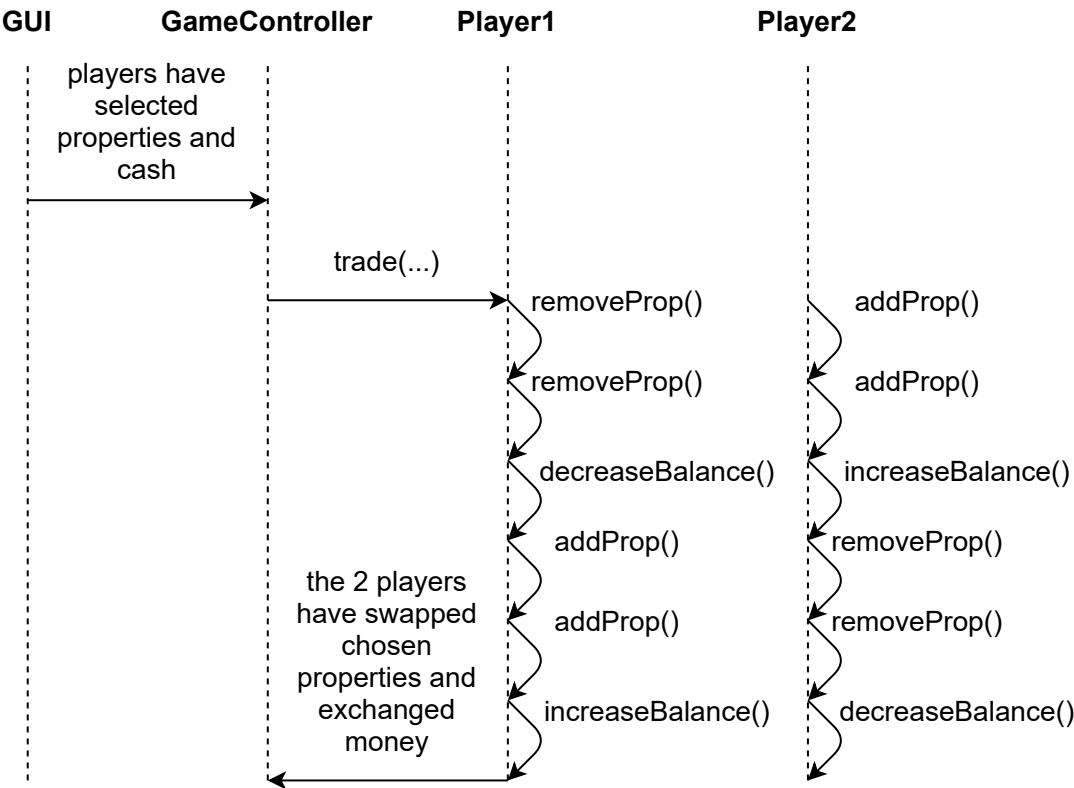 GUI
GameController
Player1
Player2
players have
selected
properties and
cash
trade(...)
removeProp()
addProp()
removeProp()
addProp()
decreaseBalance()
increaseBalance()
addProp()
removeProp()
the 2 players
have swapped
chosen
properties and
exchanged
money
addProp()
removeProp()
increaseBalance()
decreaseBalance()